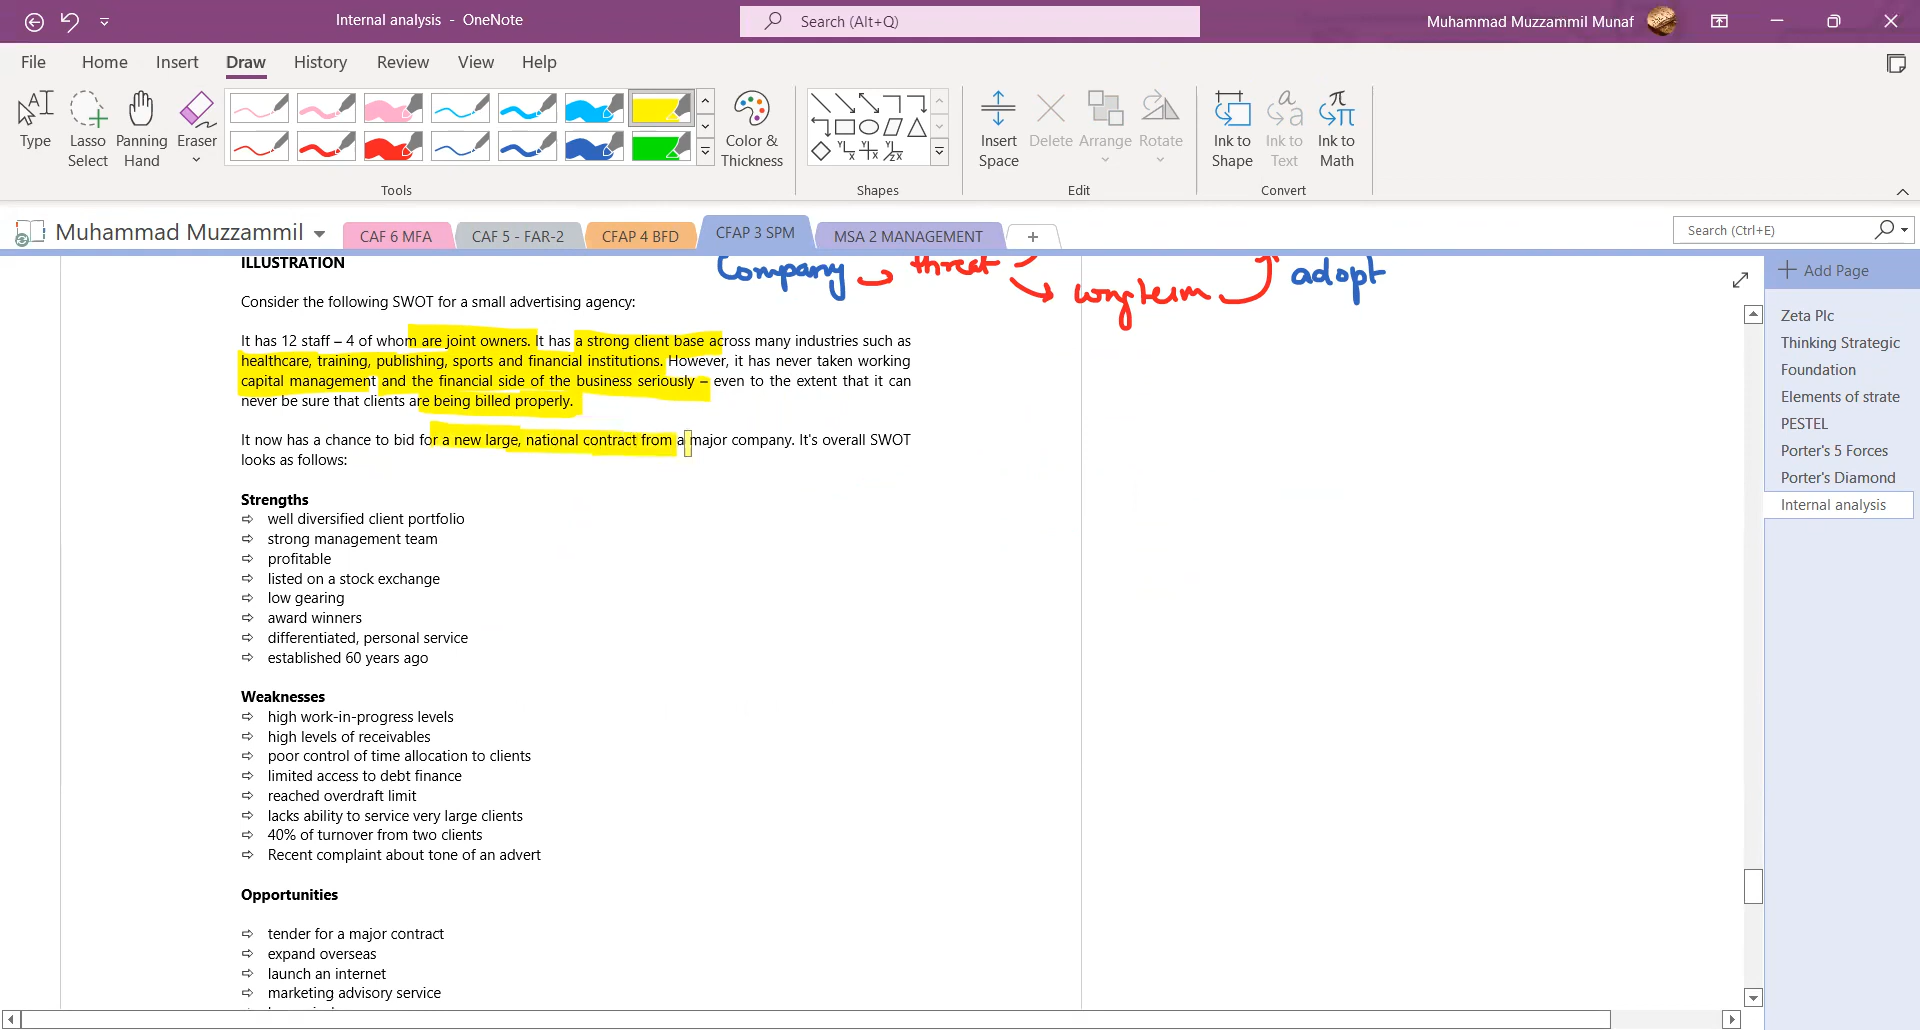 Internal analysis - OneNote
Search (Alt+Q)
Muhammad Muzzammil Munaf
File Home Insert Draw History Review View Help
Type
Lasso Select
Panning Hand
Eraser
Color & Thickness
Insert Space
Delete
Arrange
Rotate
Ink to Shape
Ink to Text
Ink to Math
Tools
Shapes
Edit
Convert
Muhammad Muzzammil
CAF 6 MFA
CAF 5 - FAR-2
CFAP 4 BFD
CFAP 3 SPM
MSA 2 MANAGEMENT
Search (Ctrl+E)
ILLUSTRATION
Company threat adopt
long term
Consider the following SWOT for a small advertising agency:
It has 12 staff – 4 of whom are joint owners. It has a strong client base across many industries such as
healthcare, training, publishing, sports and financial institutions. However, it has never taken working
capital management and the financial side of the business seriously – even to the extent that it can
never be sure that clients are being billed properly.
It now has a chance to bid for a new large, national contract from a major company. It's overall SWOT
looks as follows:
Strengths
well diversified client portfolio
strong management team
profitable
listed on a stock exchange
low gearing
award winners
differentiated, personal service
established 60 years ago
Weaknesses
high work-in-progress levels
high levels of receivables
poor control of time allocation to clients
limited access to debt finance
reached overdraft limit
lacks ability to service very large clients
40% of turnover from two clients
Recent complaint about tone of an advert
Opportunities
tender for a major contract
expand overseas
launch an internet
marketing advisory service
Add Page
Zeta Plc
Thinking Strategic
Foundation
Elements of strate
PESTEL
Porter's 5 Forces
Porter's Diamond
Internal analysis